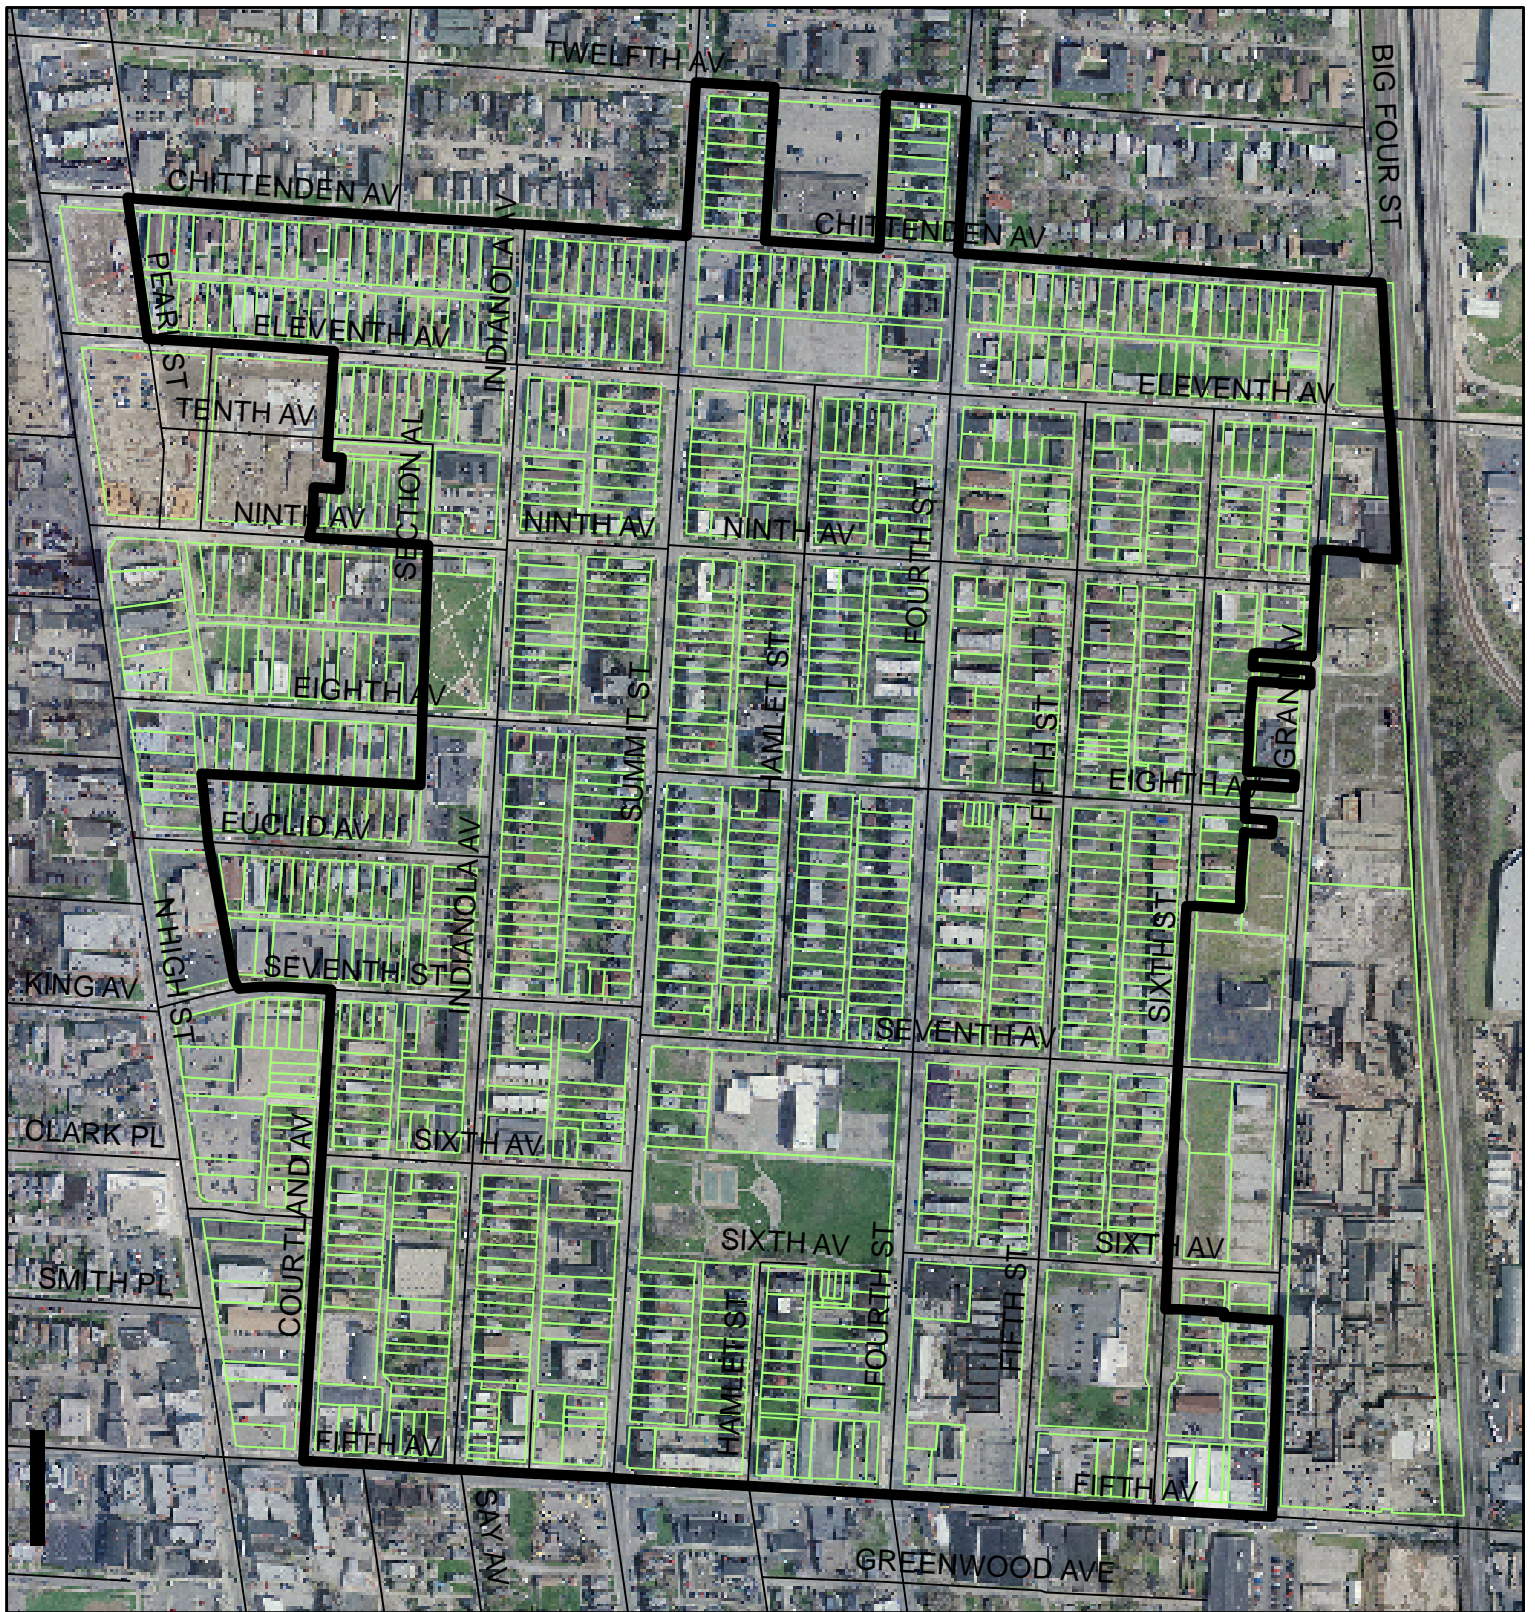 TWELFTH AV
BIG FOUR ST
CHITTENDEN AV
CHITTENDEN AV
INDIANOLA AV
PEARL ST
ELEVENTH AV
ELEVENTH AV
TENTH AV
SECTION AL
NINTH AV
NINTH AV
NINTH AV
FOURTH ST
EIGHTH AV
HAMLET ST
SUMMIT ST
FIFTH ST
EIGHTH AV
EUCLID AV
INDIANOLA AV
N HIGH ST
SIXTH ST
SEVENTH ST
KING AV
SEVENTH AV
CLARK PL
SIXTH AV
COURTLAND AV
SIXTH AV
SIXTH AV
SMITH PL
FOURTH ST
FIFTH ST
HAMLET ST
FIFTH AV
FIFTH AV
SAY AV
GREENWOOD AVE